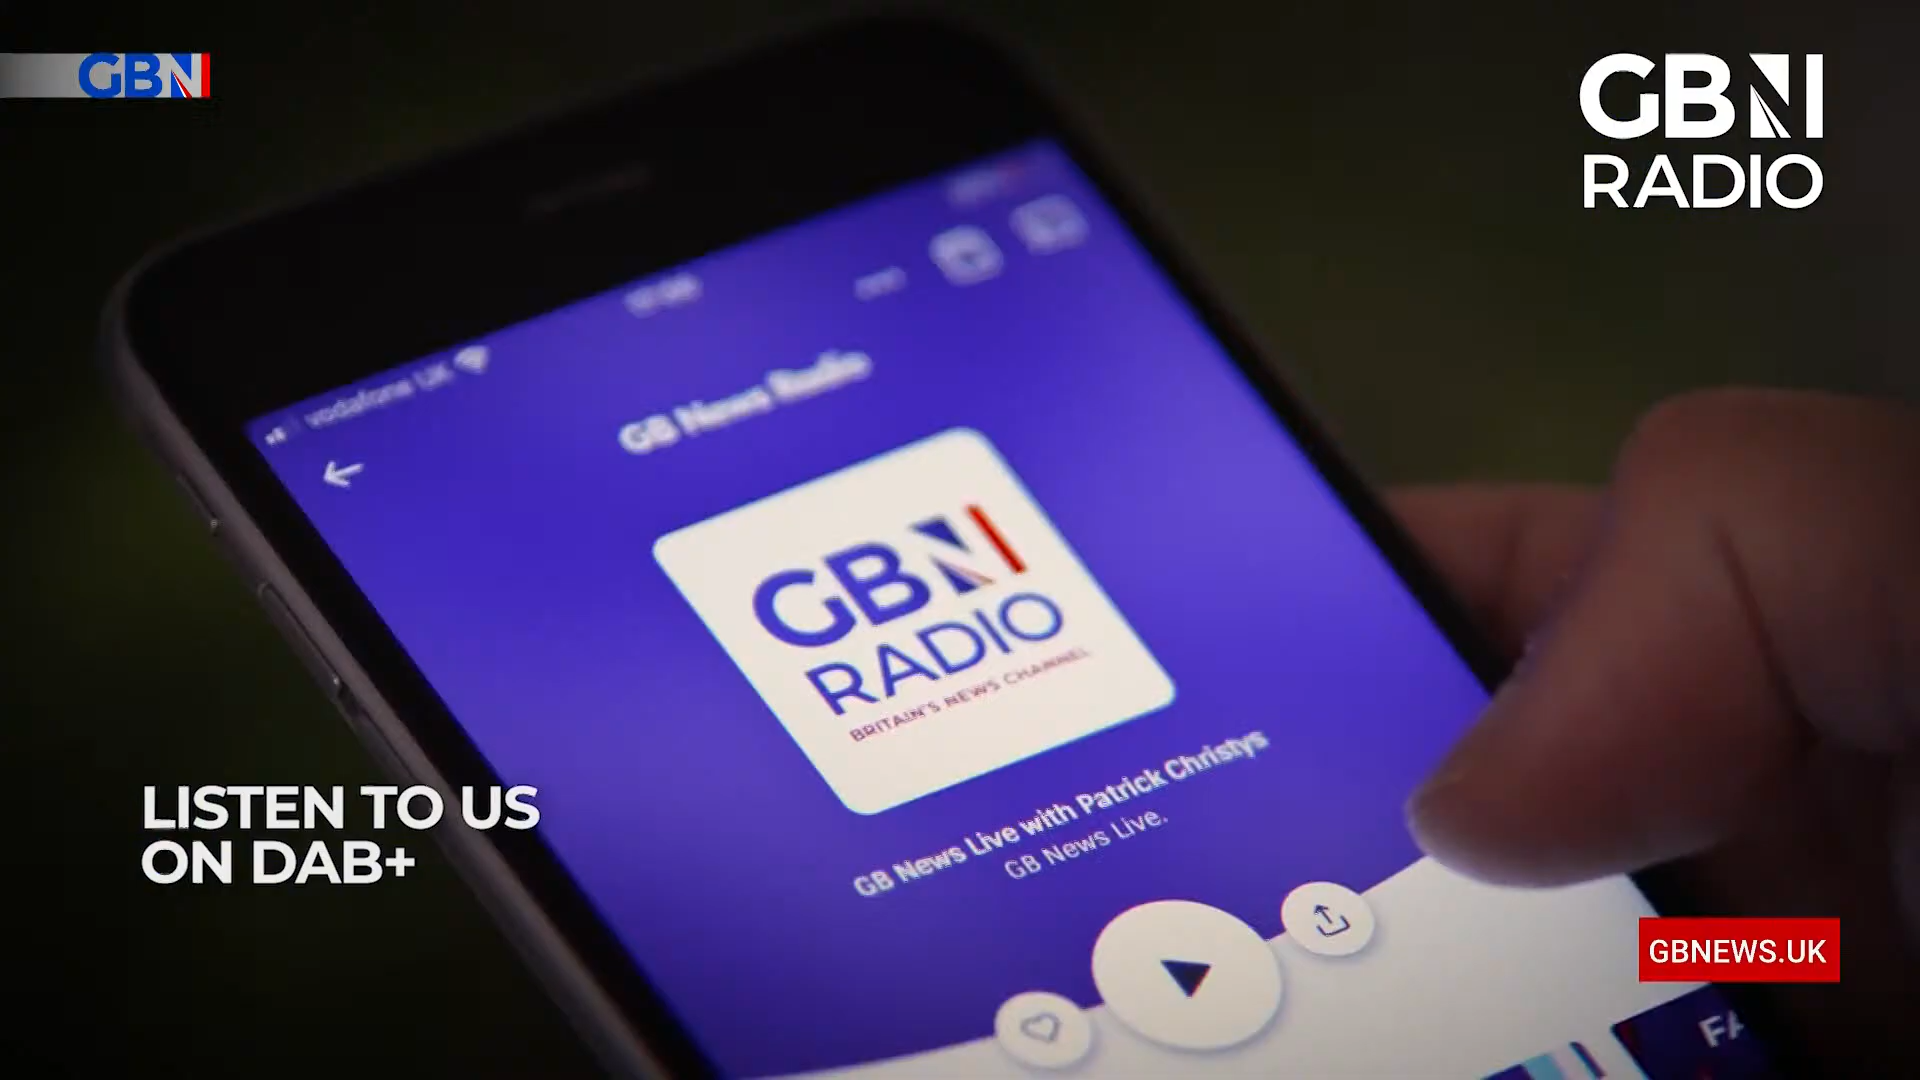 GBN
GBN
RADIO
vodafone UK
GB News Radio
GBN
RADIO
BRITAIN'S NEWS CHANNEL
GB News Live with Patrick Christys
GB News Live.
LISTEN TO US
ON DAB+
GBNEWS.UK
FA